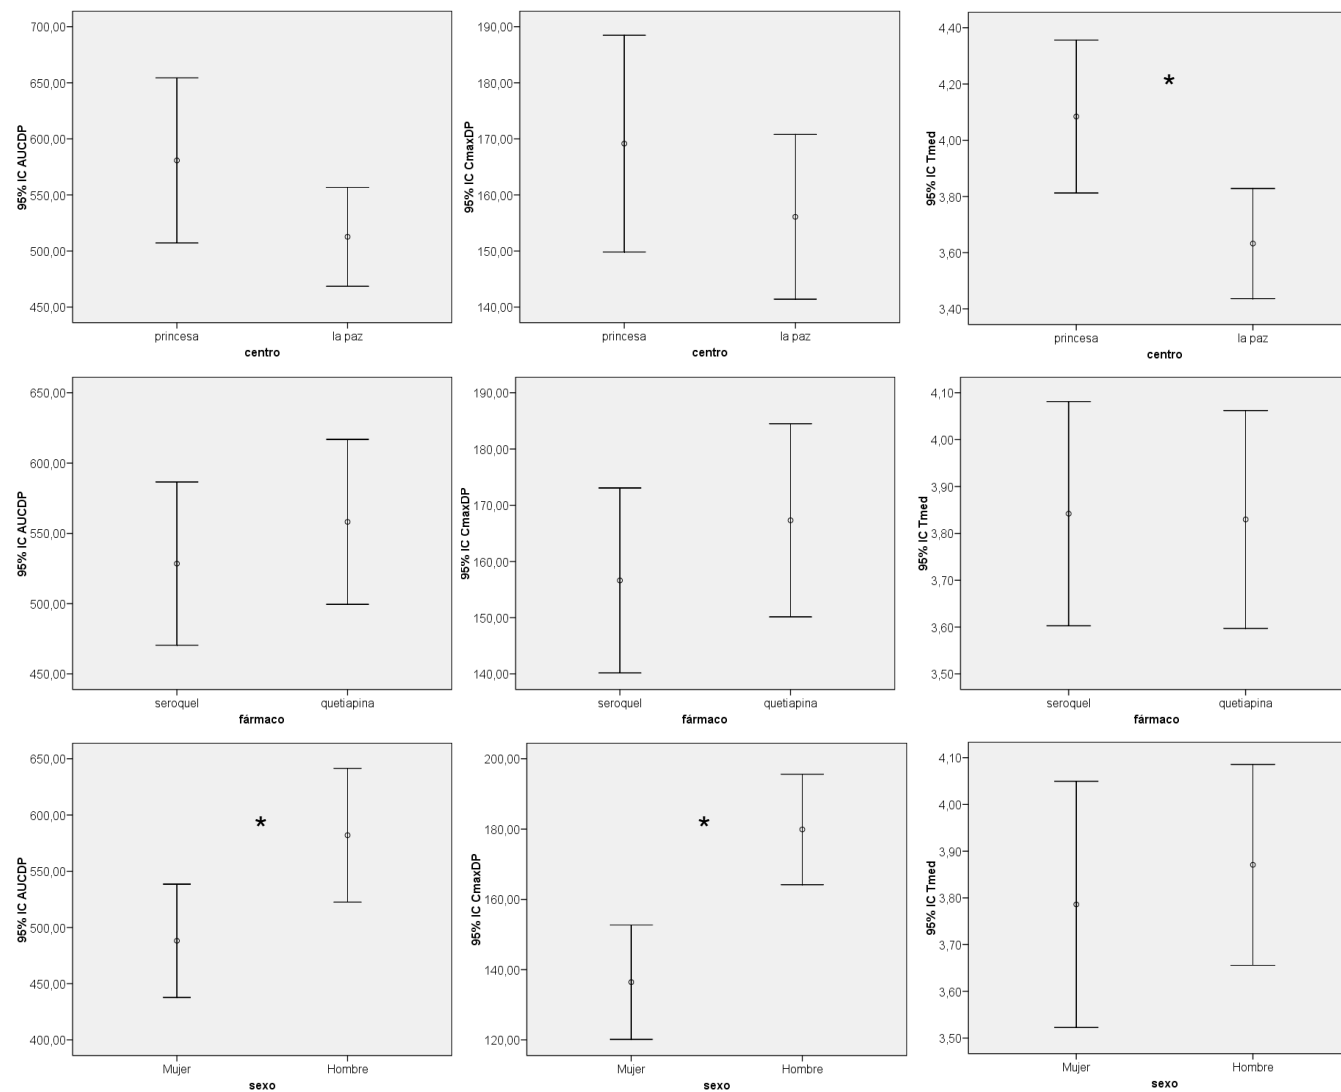 700,00
650,00
600,00
550,00
500,00
450,00
95% IC AUCDP
princesa
la paz
centro
190,00
180,00
170,00
160,00
150,00
140,00
95% IC CmaxDP
princesa
la paz
centro
4,40
4,20
4,00
3,80
3,60
3,40
95% IC Tmed
*
princesa
la paz
centro
650,00
600,00
550,00
500,00
450,00
95% IC AUCDP
seroquel
quetiapina
fármaco
190,00
180,00
170,00
160,00
150,00
140,00
95% IC CmaxDP
seroquel
quetiapina
fármaco
4,10
4,00
3,90
3,80
3,70
3,60
3,50
95% IC Tmed
seroquel
quetiapina
fármaco
650,00
600,00
550,00
500,00
450,00
400,00
95% IC AUCDP
*
Mujer
Hombre
sexo
200,00
180,00
160,00
140,00
120,00
95% IC CmaxDP
*
Mujer
Hombre
sexo
4,10
4,00
3,90
3,80
3,70
3,60
3,50
95% IC Tmed
Mujer
Hombre
sexo